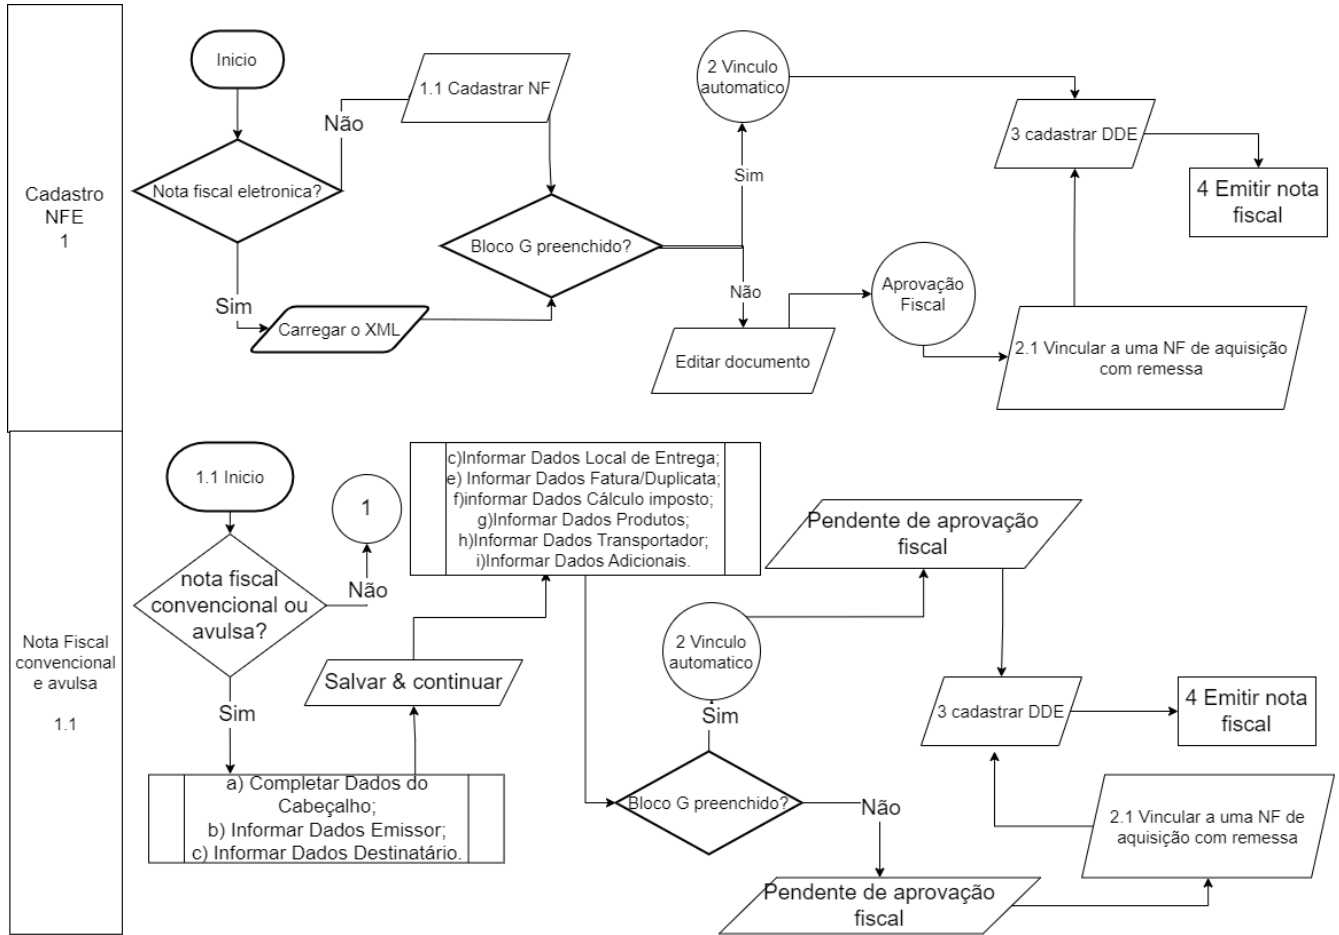 Cadastro
NFE
1
Inicio
Nota fiscal eletronica?
Não
Sim
1.1 Cadastrar NF
Carregar o XML
Bloco G preenchido?
Sim
Não
2 Vinculo
automatico
Editar documento
Aprovação
Fiscal
3 cadastrar DDE
4 Emitir nota
fiscal
2.1 Vincular a uma NF de aquisição
com remessa
Nota Fiscal
convencional
e avulsa
1.1
1.1 Inicio
nota fiscal
convencional ou
avulsa?
Não
1
Sim
a) Completar Dados do
Cabeçalho;
b) Informar Dados Emissor;
c) Informar Dados Destinatário.
Salvar & continuar
c)Informar Dados Local de Entrega;
e) Informar Dados Fatura/Duplicata;
f)informar Dados Cálculo imposto;
g)Informar Dados Produtos;
h)Informar Dados Transportador;
i)Informar Dados Adicionais.
Bloco G preenchido?
Sim
2 Vinculo
automatico
Pendente de aprovação
fiscal
Não
Pendente de aprovação
fiscal
3 cadastrar DDE
4 Emitir nota
fiscal
2.1 Vincular a uma NF de
aquisição com remessa